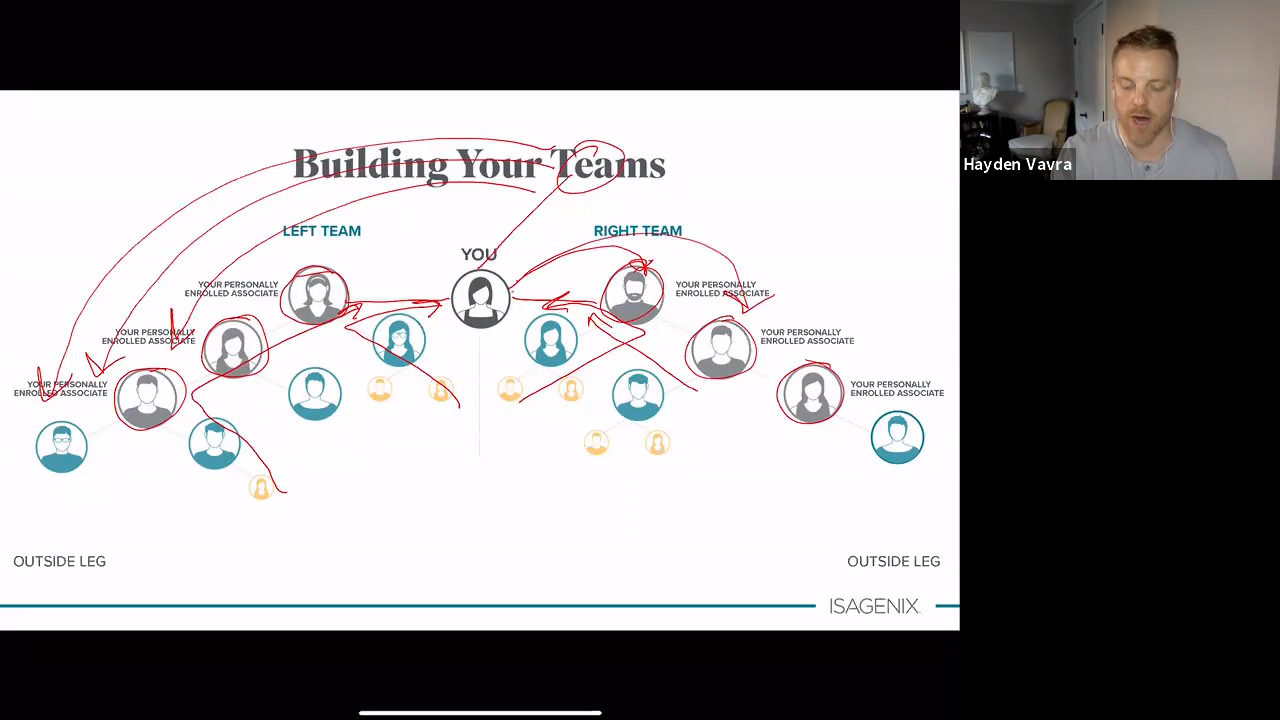 Building Your Teams
LEFT TEAM
RIGHT TEAM
YOU
YOUR PERSONALLY
ENROLLED ASSOCIATE
YOUR PERSONALLY
ENROLLED ASSOCIATE
YOUR PERSONALLY
ENROLLED ASSOCIATE
YOUR PERSONALLY
ENROLLED ASSOCIATE
YOUR PERSONALLY
ENROLLED ASSOCIATE
YOUR PERSONALLY
ENROLLED ASSOCIATE
OUTSIDE LEG
OUTSIDE LEG
ISAGENIX
Hayden Vavra